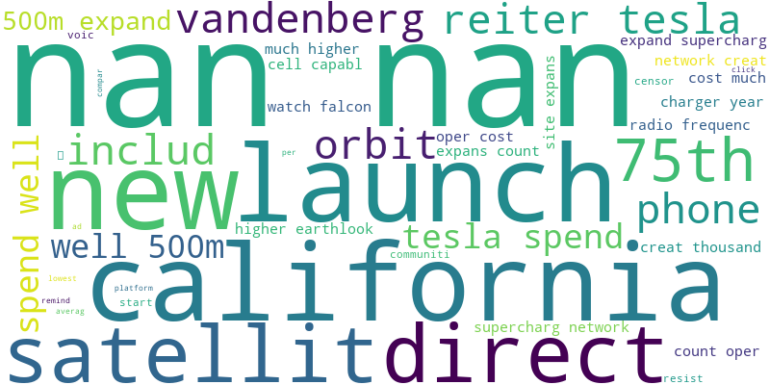 500m expand
vandenberg
reiter tesla
voic
nan nan
much higher
cell capabl
compar
watch falcon
expand supercharg
network creat
click
censor
cost much
site expans
charger year
radio frequenc
spend well
includ
orbit
oper cost
expans count
per
75th
new
launch
phone
ad
higher earthlook
well 500m
tesla spend
creat thousand
communiti
california
lowest
platform
remind
start
averag
supercharg network
satellit
direct
count oper
resist